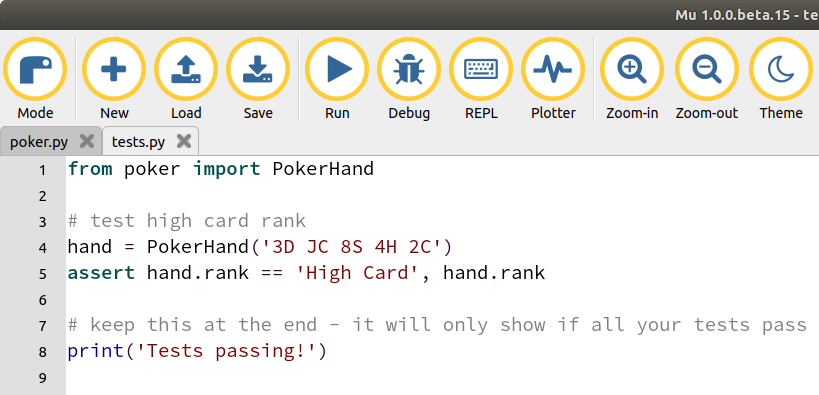 Mu 1.0.0.beta.15 - te
Mode New Load Save Run Debug REPL Plotter Zoom-in Zoom-out Theme
poker.py tests.py
1 from poker import PokerHand
2
3 # test high card rank
4 hand = PokerHand('3D JC 8S 4H 2C')
5 assert hand.rank == 'High Card', hand.rank
6
7 # keep this at the end - it will only show if all your tests pass
8 print('Tests passing!')
9